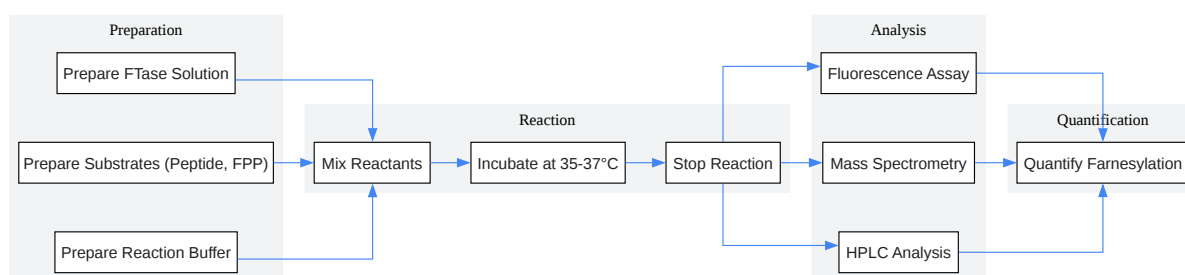 Preparation
Prepare FTase Solution
Prepare Substrates (Peptide, FPP)
Prepare Reaction Buffer
Reaction
Mix Reactants
Incubate at 35-37°C
Stop Reaction
Analysis
Fluorescence Assay
Mass Spectrometry
HPLC Analysis
Quantification
Quantify Farnesylation